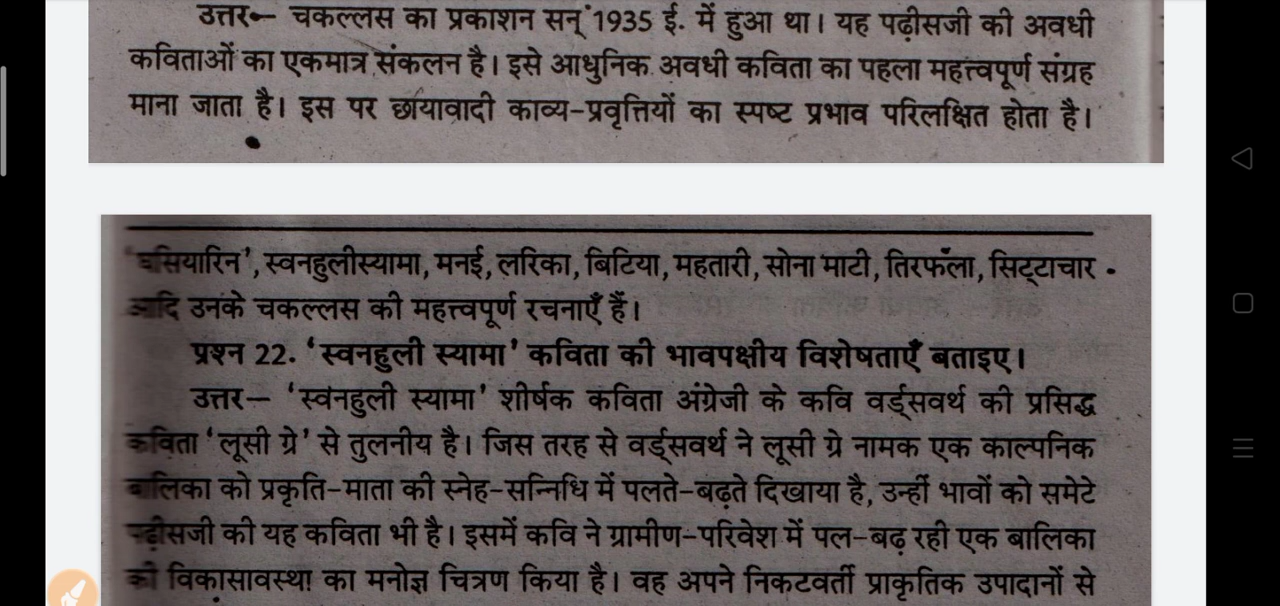 उत्तर— चकल्लस का प्रकाशन सन् 1935 ई. में हुआ था। यह पढ़ीसजी की अवधी
कविताओं का एकमात्र संकलन है। इसे आधुनिक अवधी कविता का पहला महत्त्वपूर्ण संग्रह
माना जाता है। इस पर छायावादी काव्य-प्रवृत्तियों का स्पष्ट प्रभाव परिलक्षित होता है।
'घसियारिन', स्वनहुलीस्यामा, मनई, लरिका, बिटिया, महतारी, सोना माटी, तिरफला, सिट्टाचार
आदि उनके चकल्लस की महत्त्वपूर्ण रचनाएँ हैं।
प्रश्न 22. 'स्वनहुली स्यामा' कविता की भावपक्षीय विशेषताएँ बताइए।
उत्तर— 'स्वनहुली स्यामा' शीर्षक कविता अंग्रेजी के कवि वर्ड्सवर्थ की प्रसिद्ध
कविता 'लूसी ग्रे' से तुलनीय है। जिस तरह से वर्ड्सवर्थ ने लूसी ग्रे नामक एक काल्पनिक
बालिका को प्रकृति-माता की स्नेह-सन्निधि में पलते-बढ़ते दिखाया है, उन्हीं भावों को समेटे
पढ़ीसजी की यह कविता भी है। इसमें कवि ने ग्रामीण-परिवेश में पल-बढ़ रही एक बालिका
की विकासावस्था का मनोज्ञ चित्रण किया है। वह अपने निकटवर्ती प्राकृतिक उपादानों से